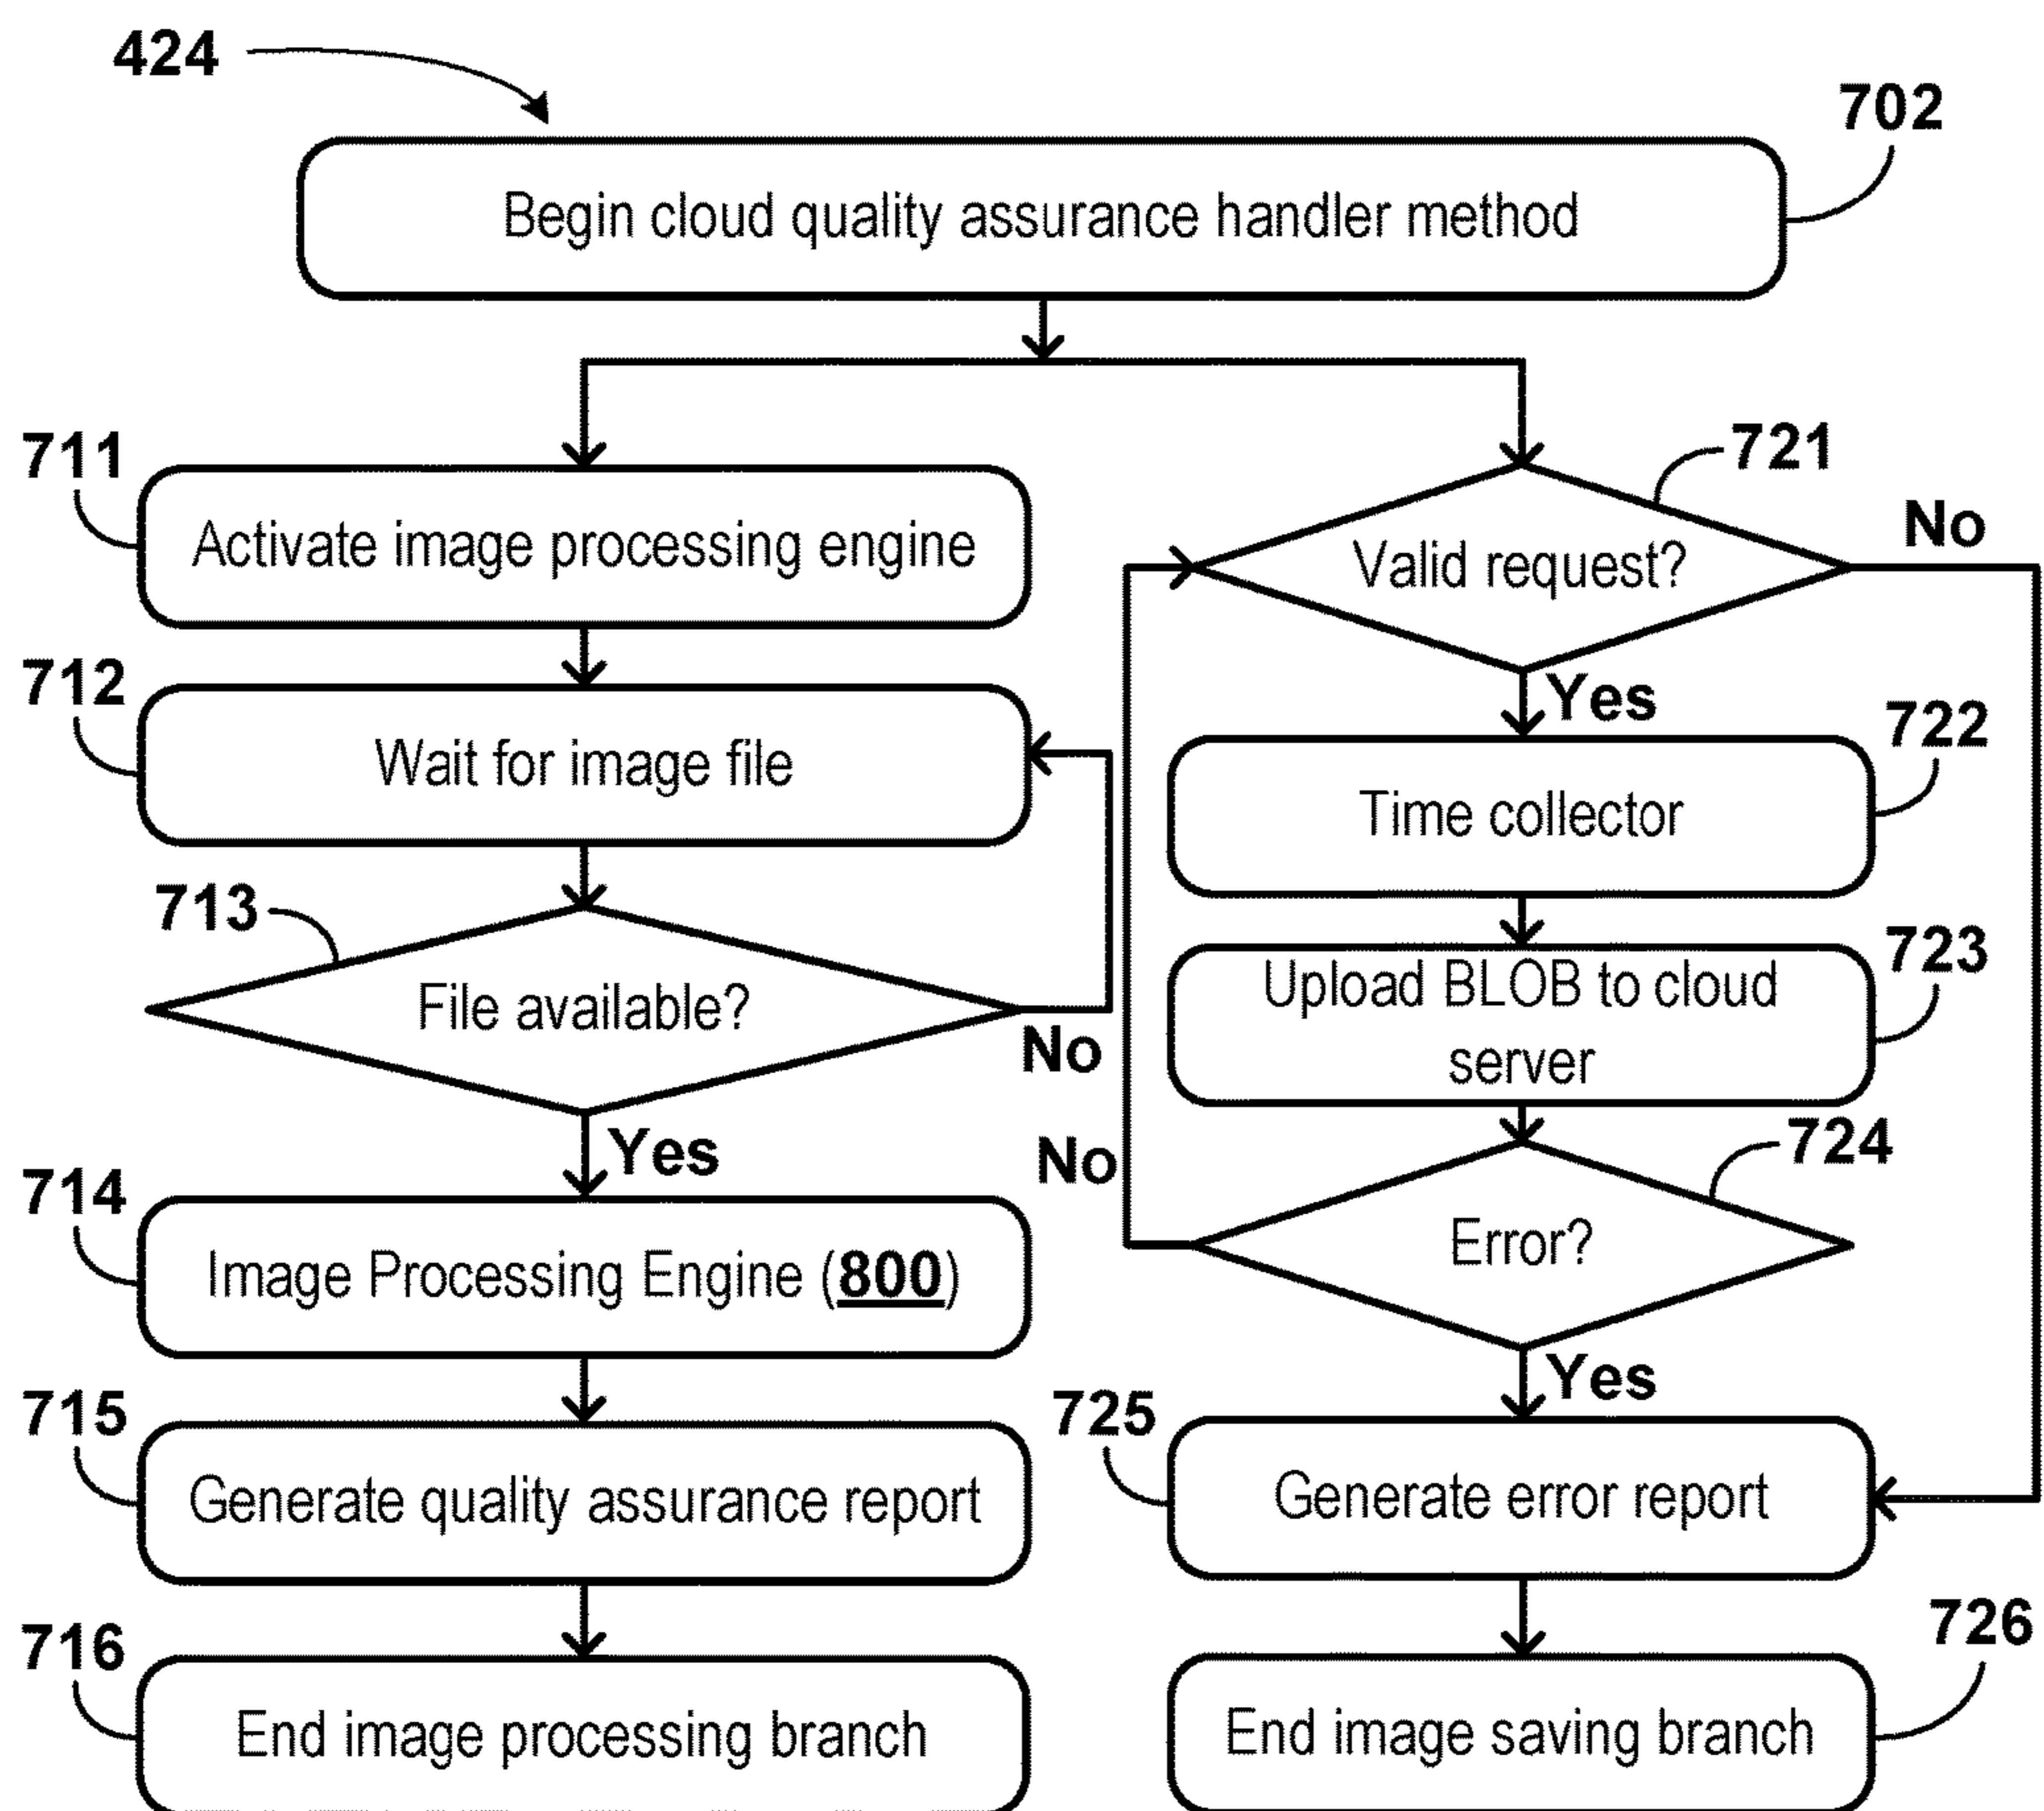 424
702
Begin cloud quality assurance handler method
711
Activate image processing engine
712
Wait for image file
713
File available?
No
Yes
714
Image Processing Engine (800)
715
Generate quality assurance report
716
End image processing branch
721
Valid request?
No
Yes
722
Time collector
723
Upload BLOB to cloud
server
724
Error?
No
Yes
725
Generate error report
726
End image saving branch